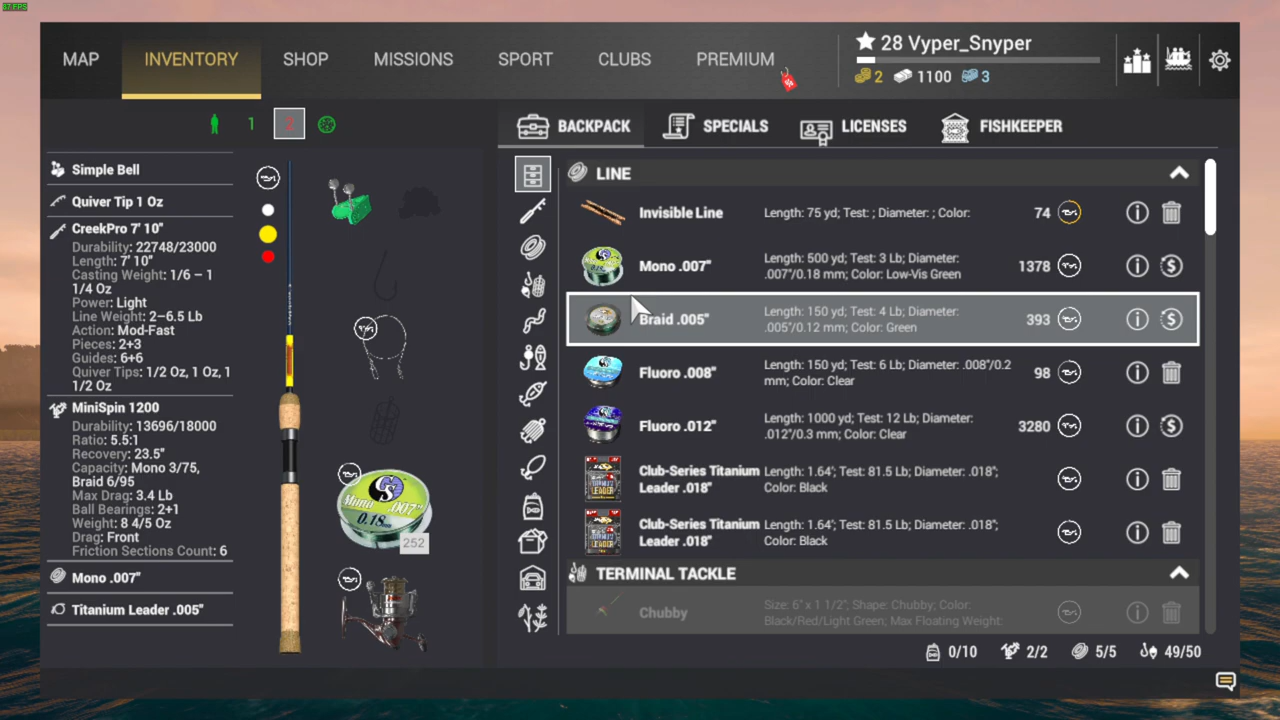 57 FPS
MAP
INVENTORY
SHOP
MISSIONS
SPORT
CLUBS
PREMIUM
28 Vyper_Snyper
2 1100 3
1 2
BACKPACK
SPECIALS
LICENSES
FISHKEEPER
Simple Bell
Quiver Tip 1 Oz
CreekPro 7' 10"
Durability: 22748/23000
Length: 7' 10"
Casting Weight: 1/6 – 1
1/4 Oz
Power: Light
Line Weight: 2–6.5 Lb
Action: Mod-Fast
Pieces: 2+3
Guides: 6+6
Quiver Tips: 1/2 Oz, 1 Oz, 1
1/2 Oz
MiniSpin 1200
Durability: 13696/18000
Ratio: 5.5:1
Recovery: 23.5"
Capacity: Mono 3/75,
Braid 6/95
Max Drag: 3.4 Lb
Ball Bearings: 2+1
Weight: 8 4/5 Oz
Drag: Front
Friction Sections Count: 6
Mono .007"
Titanium Leader .005"
Mono .007"
0.18mm
252
LINE
Invisible Line
Length: 75 yd; Test: ; Diameter: ; Color:
74
Mono .007"
Length: 500 yd; Test: 3 Lb; Diameter:
.007"/0.18 mm; Color: Low-Vis Green
1378
Braid .005"
Length: 150 yd; Test: 4 Lb; Diameter:
.005"/0.12 mm; Color: Green
393
Fluoro .008"
Length: 150 yd; Test: 6 Lb; Diameter: .008"/0.2
mm; Color: Clear
98
Fluoro .012"
Length: 1000 yd; Test: 12 Lb; Diameter:
.012"/0.3 mm; Color: Clear
3280
Club-Series Titanium
Leader .018"
Length: 1.64'; Test: 81.5 Lb; Diameter: .018";
Color: Black
Club-Series Titanium
Leader .018"
Length: 1.64'; Test: 81.5 Lb; Diameter: .018";
Color: Black
TERMINAL TACKLE
Chubby
Size: 6" x 1 1/2"; Shape: Chubby; Color:
Black/Red/Light Green; Max Floating Weight:
0/10 2/2 5/5 49/50